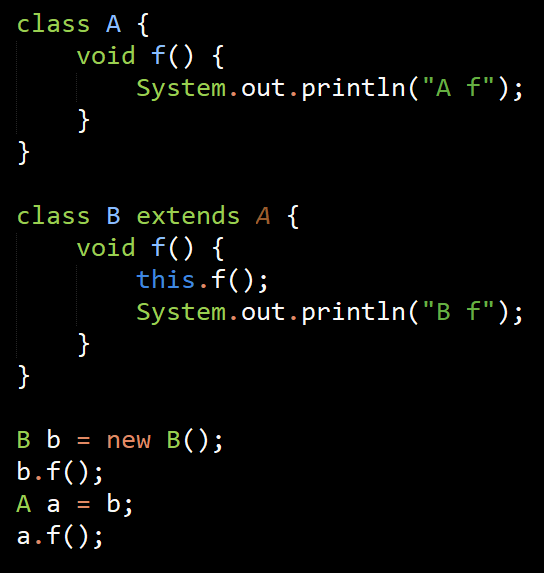 class A {
    void f() {
        System.out.println("A f");
    }
}

class B extends A {
    void f() {
        this.f();
        System.out.println("B f");
    }
}

B b = new B();
b.f();
A a = b;
a.f();